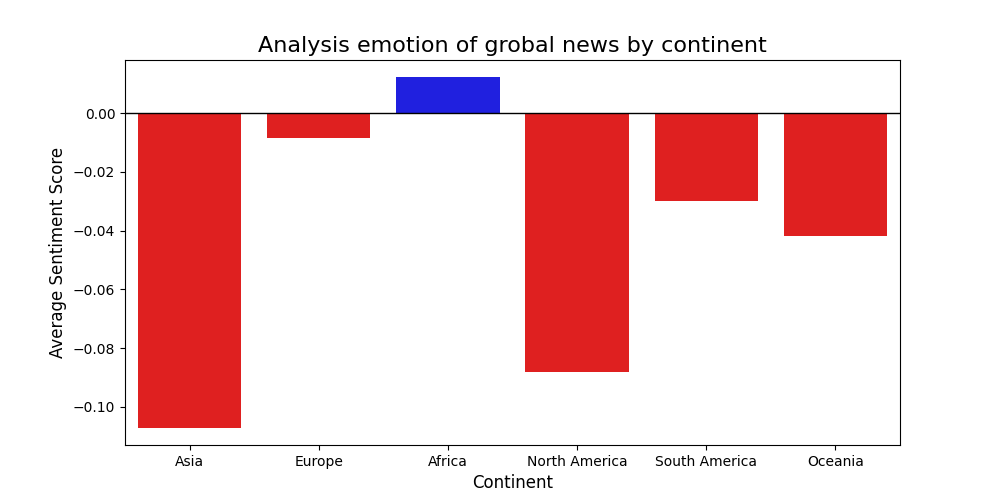 Analysis emotion of grobal news by continent
Average Sentiment Score
0.00
−0.02
−0.04
−0.06
−0.08
−0.10
Asia Europe Africa North America South America Oceania
Continent